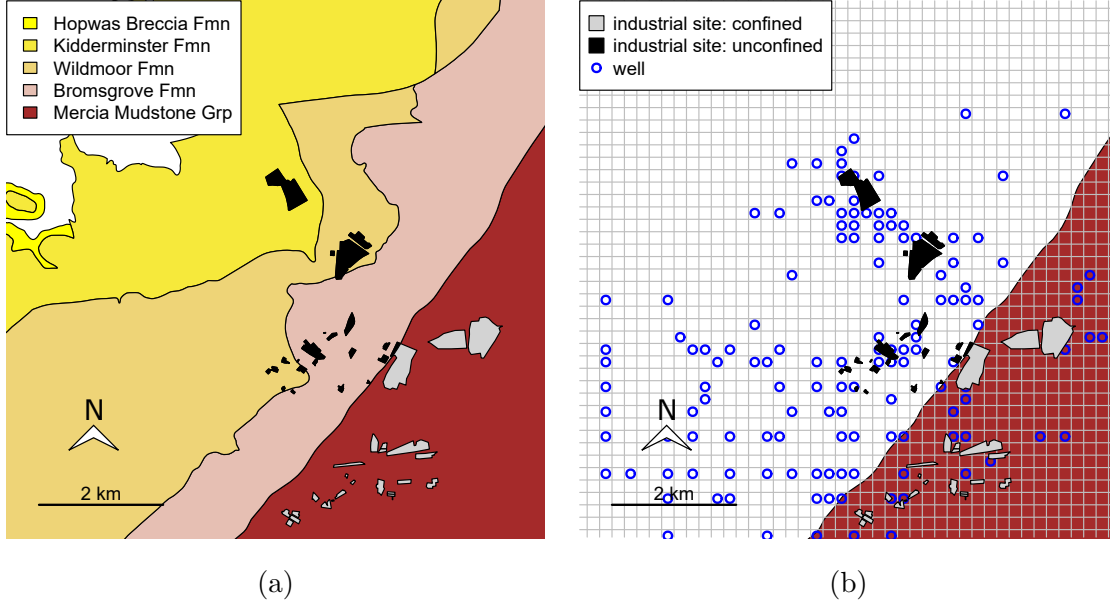 Hopwas Breccia Fmn
Kidderminster Fmn
Wildmoor Fmn
Bromsgrove Fmn
Mercia Mudstone Grp
N
2 km
(a)
industrial site: confined
industrial site: unconfined
well
N
2 km
(b)